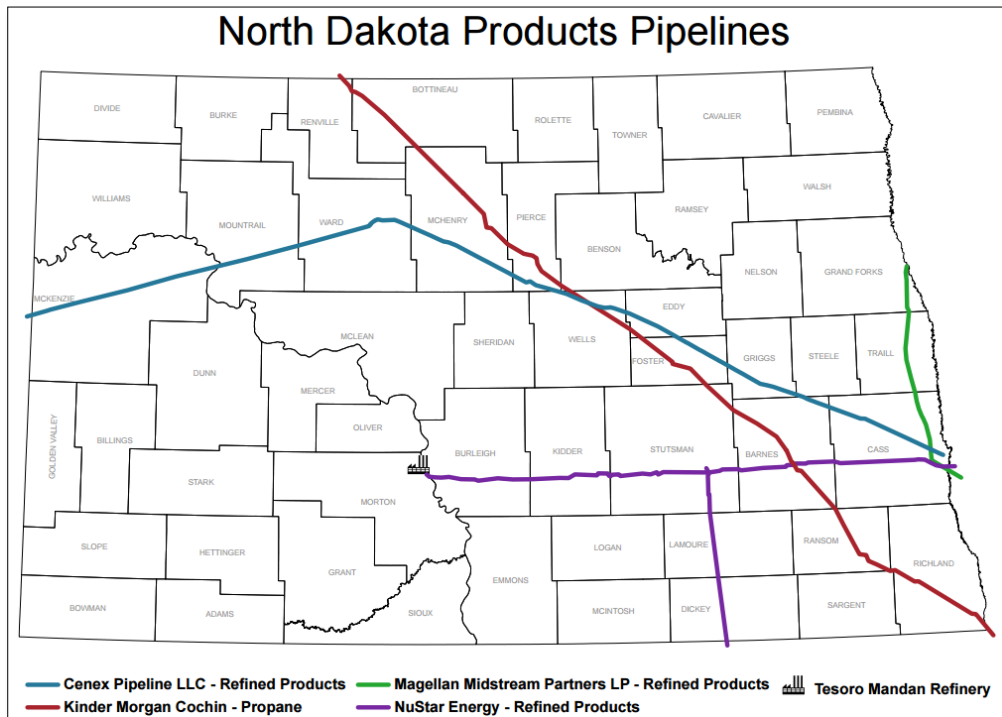 North Dakota Products Pipelines
DIVIDE
BURKE
RENVILLE
BOTTINEAU
ROLETTE
TOWNER
CAVALIER
PEMBINA
WILLIAMS
MOUNTRAIL
WARD
MCHENRY
PIERCE
BENSON
RAMSEY
WALSH
NELSON
GRAND FORKS
MCKENZIE
MCLEAN
SHERIDAN
WELLS
EDDY
FOSTER
GRIGGS
STEELE
TRAILL
DUNN
MERCER
OLIVER
GOLDEN VALLEY
BILLINGS
BURLEIGH
KIDDER
STUTSMAN
BARNES
CASS
STARK
MORTON
SLOPE
HETTINGER
GRANT
LOGAN
LAMOURE
RANSOM
RICHLAND
EMMONS
BOWMAN
ADAMS
SIOUX
MCINTOSH
DICKEY
SARGENT
Cenex Pipeline LLC - Refined Products
Magellan Midstream Partners LP - Refined Products
Tesoro Mandan Refinery
Kinder Morgan Cochin - Propane
NuStar Energy - Refined Products